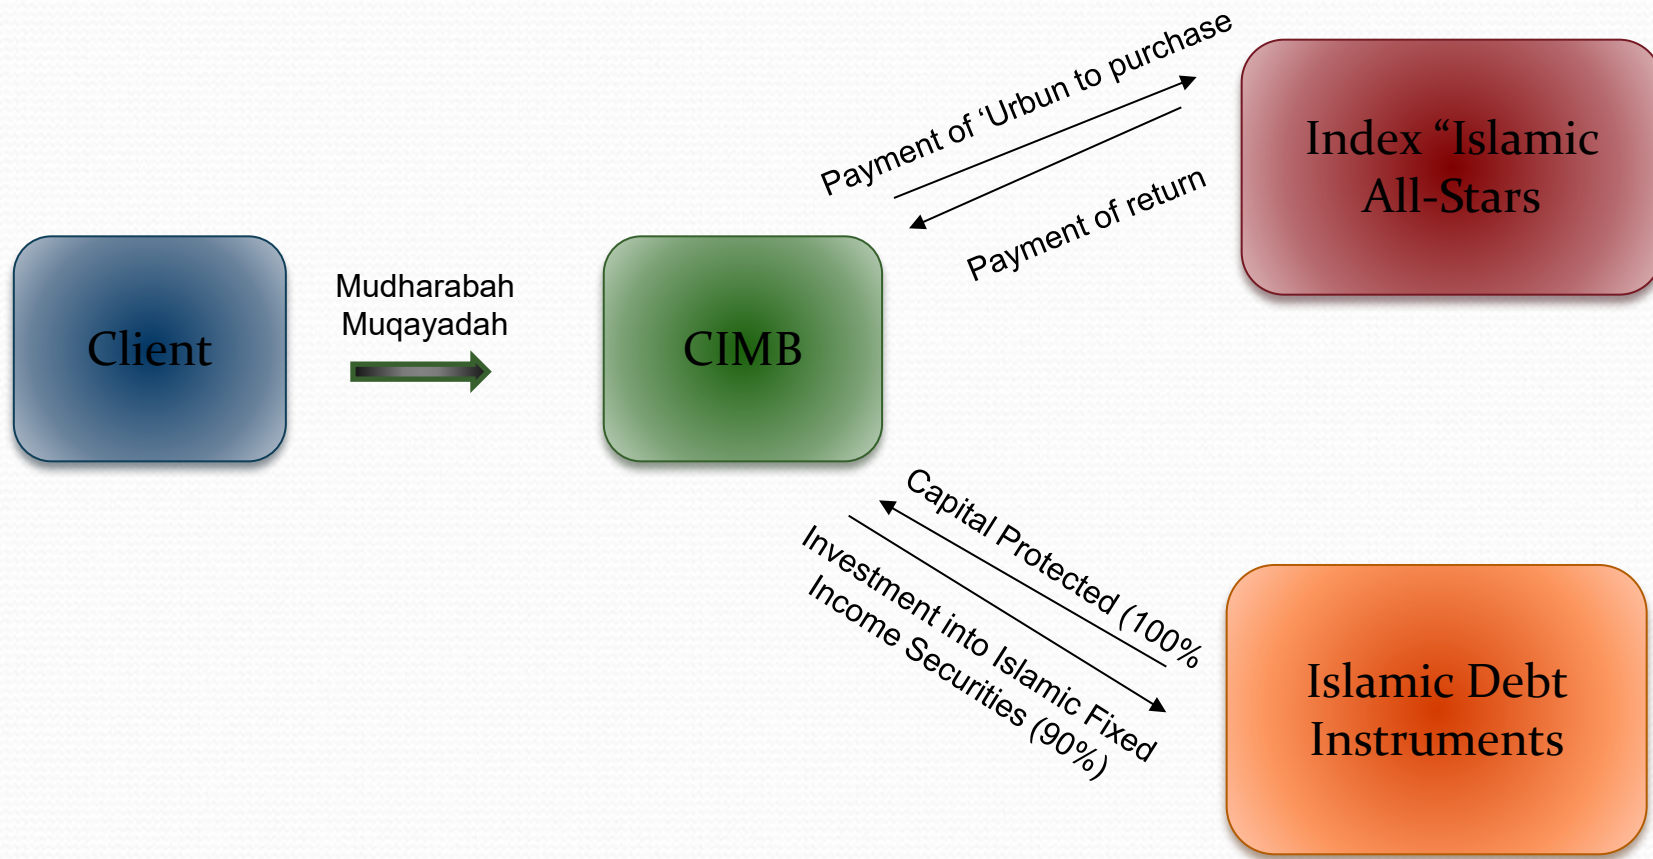 Payment of ‘Urbun to purchase
Payment of return
Index “Islamic
All-Stars
Client
Mudharabah
Muqayadah
CIMB
Capital Protected (100%
Investment into Islamic Fixed
Income Securities (90%)
Islamic Debt
Instruments